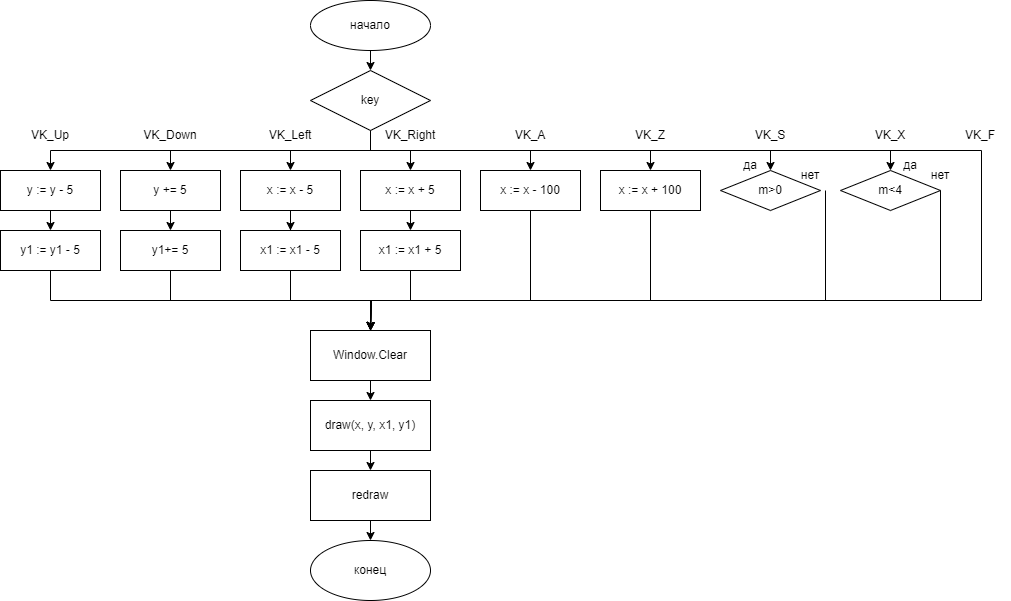 начало
key
VK_Up
VK_Down
VK_Left
VK_Right
VK_A
VK_Z
VK_S
VK_X
VK_F
y := y - 5
y += 5
x := x - 5
x := x + 5
x := x - 100
x := x + 100
да
m>0
нет
да
m<4
нет
y1 := y1 - 5
y1+= 5
x1 := x1 - 5
x1 := x1 + 5
Window.Clear
draw(x, y, x1, y1)
redraw
конец